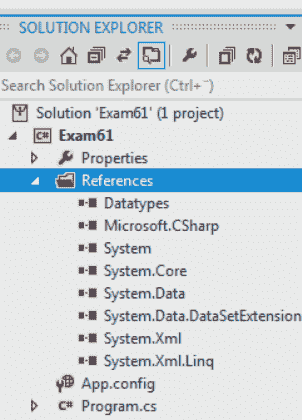 SOLUTION EXPLORER
Search Solution Explorer (Ctrl+¨)
Solution 'Exam61' (1 project)
C# Exam61
Properties
References
Datatypes
Microsoft.CSharp
System
System.Core
System.Data
System.Data.DataSetExtension
System.Xml
System.Xml.Linq
App.config
C# Program.cs